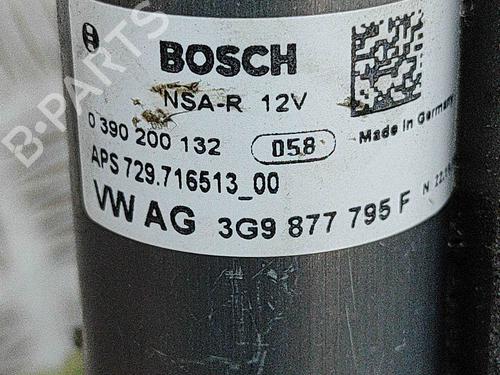 BOSCH
NSA-R 12V
0 390 200 132 058
Made in Germany
APS 729.716513_00
VW AG 3G9 877 795 F N
B-PARTS